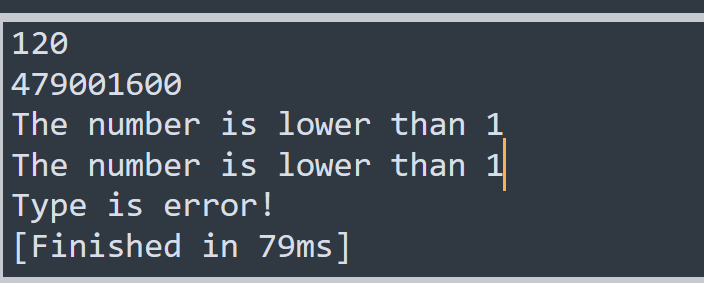 120
479001600
The number is lower than 1
The number is lower than 1
Type is error!
[Finished in 79ms]